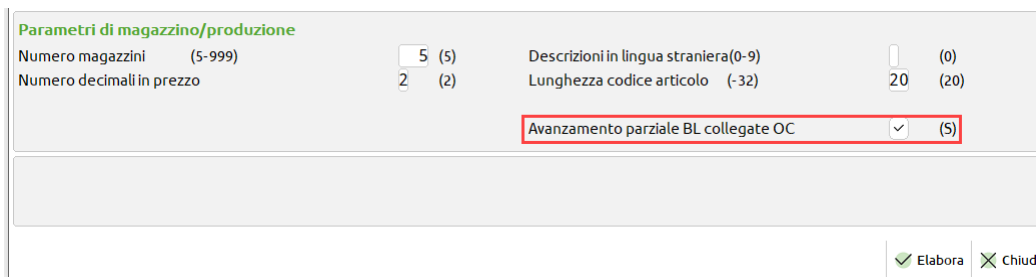 Parametri di magazzino/produzione
Numero magazzini (5-999) 5 (5) Descrizioni in lingua straniera(0-9) (0)
Numero decimali in prezzo 2 (2) Lunghezza codice articolo (-32) 20 (20)
Avanzamento parziale BL collegate OC (S)
Elabora Chiud